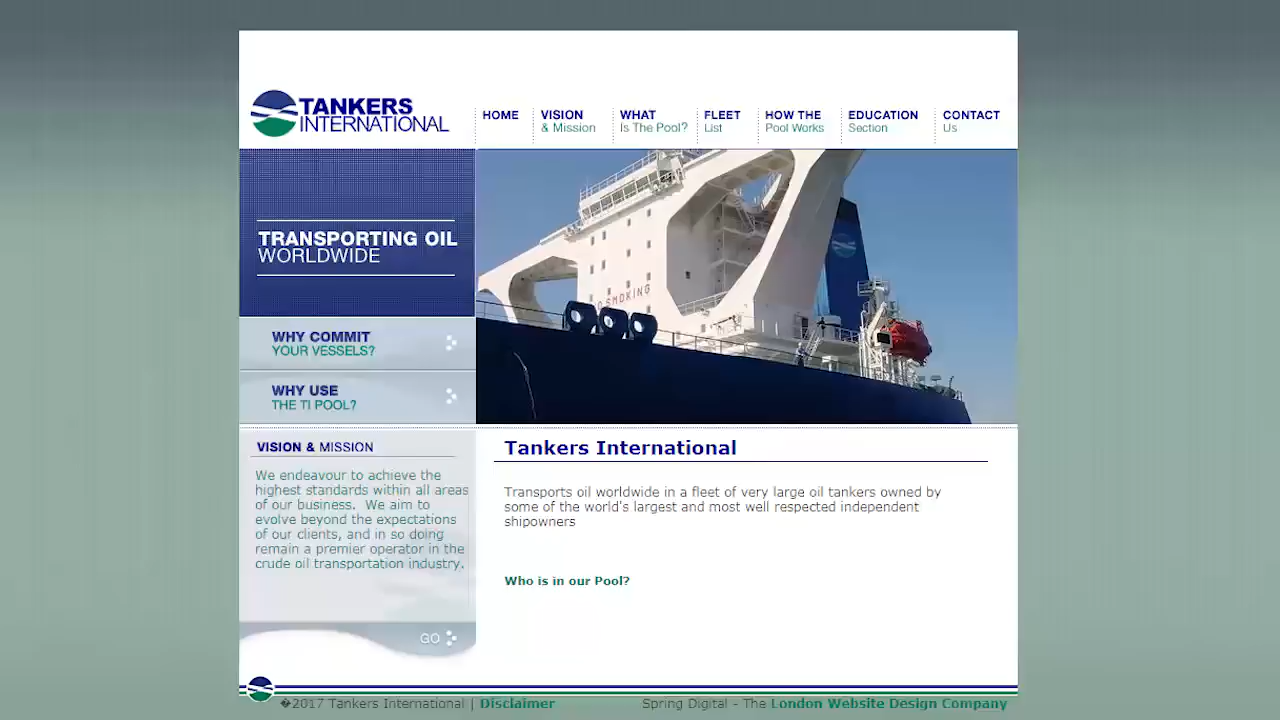 TANKERS
INTERNATIONAL
HOME
VISION
& Mission
WHAT
Is The Pool?
FLEET
List
HOW THE
Pool Works
EDUCATION
Section
CONTACT
Us
TRANSPORTING OIL
WORLDWIDE
SMOKING
WHY COMMIT
YOUR VESSELS?
WHY USE
THE TI POOL?
VISION & MISSION
We endeavour to achieve the
highest standards within all areas
of our business. We aim to
evolve beyond the expectations
of our clients, and in so doing
remain a premier operator in the
crude oil transportation industry.
GO
Tankers International
Transports oil worldwide in a fleet of very large oil tankers owned by
some of the world's largest and most well respected independent
shipowners
Who is in our Pool?
�2017 Tankers International | Disclaimer
Spring Digital - The London Website Design Company